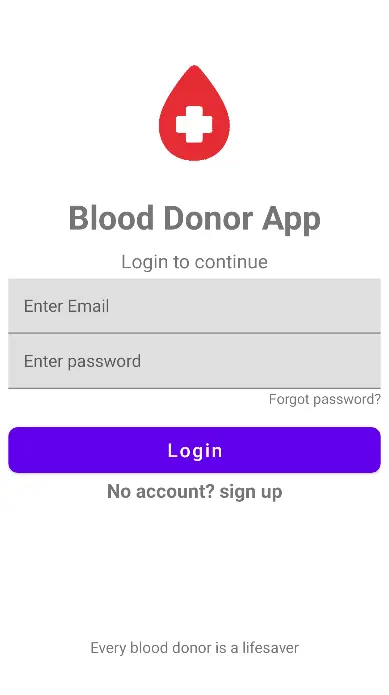 Blood Donor App
Login to continue
Enter Email
Enter password
Forgot password?
Login
No account? sign up
Every blood donor is a lifesaver